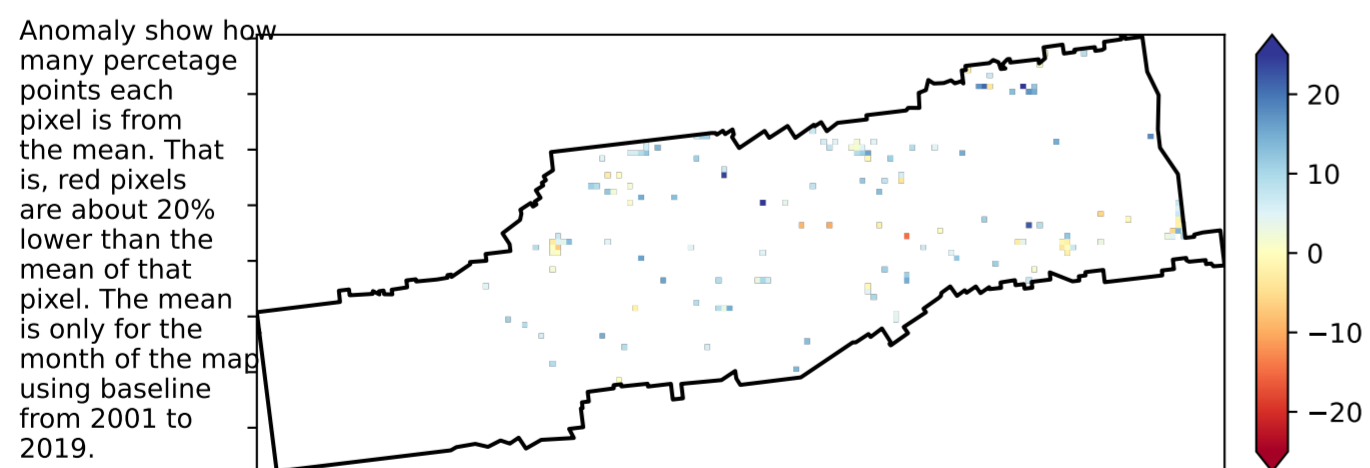 Anomaly show how
many percetage
points each
pixel is from
the mean. That
is, red pixels
are about 20%
lower than the
mean of that
pixel. The mean
is only for the
month of the map
using baseline
from 2001 to
2019.
20
10
0
−10
−20